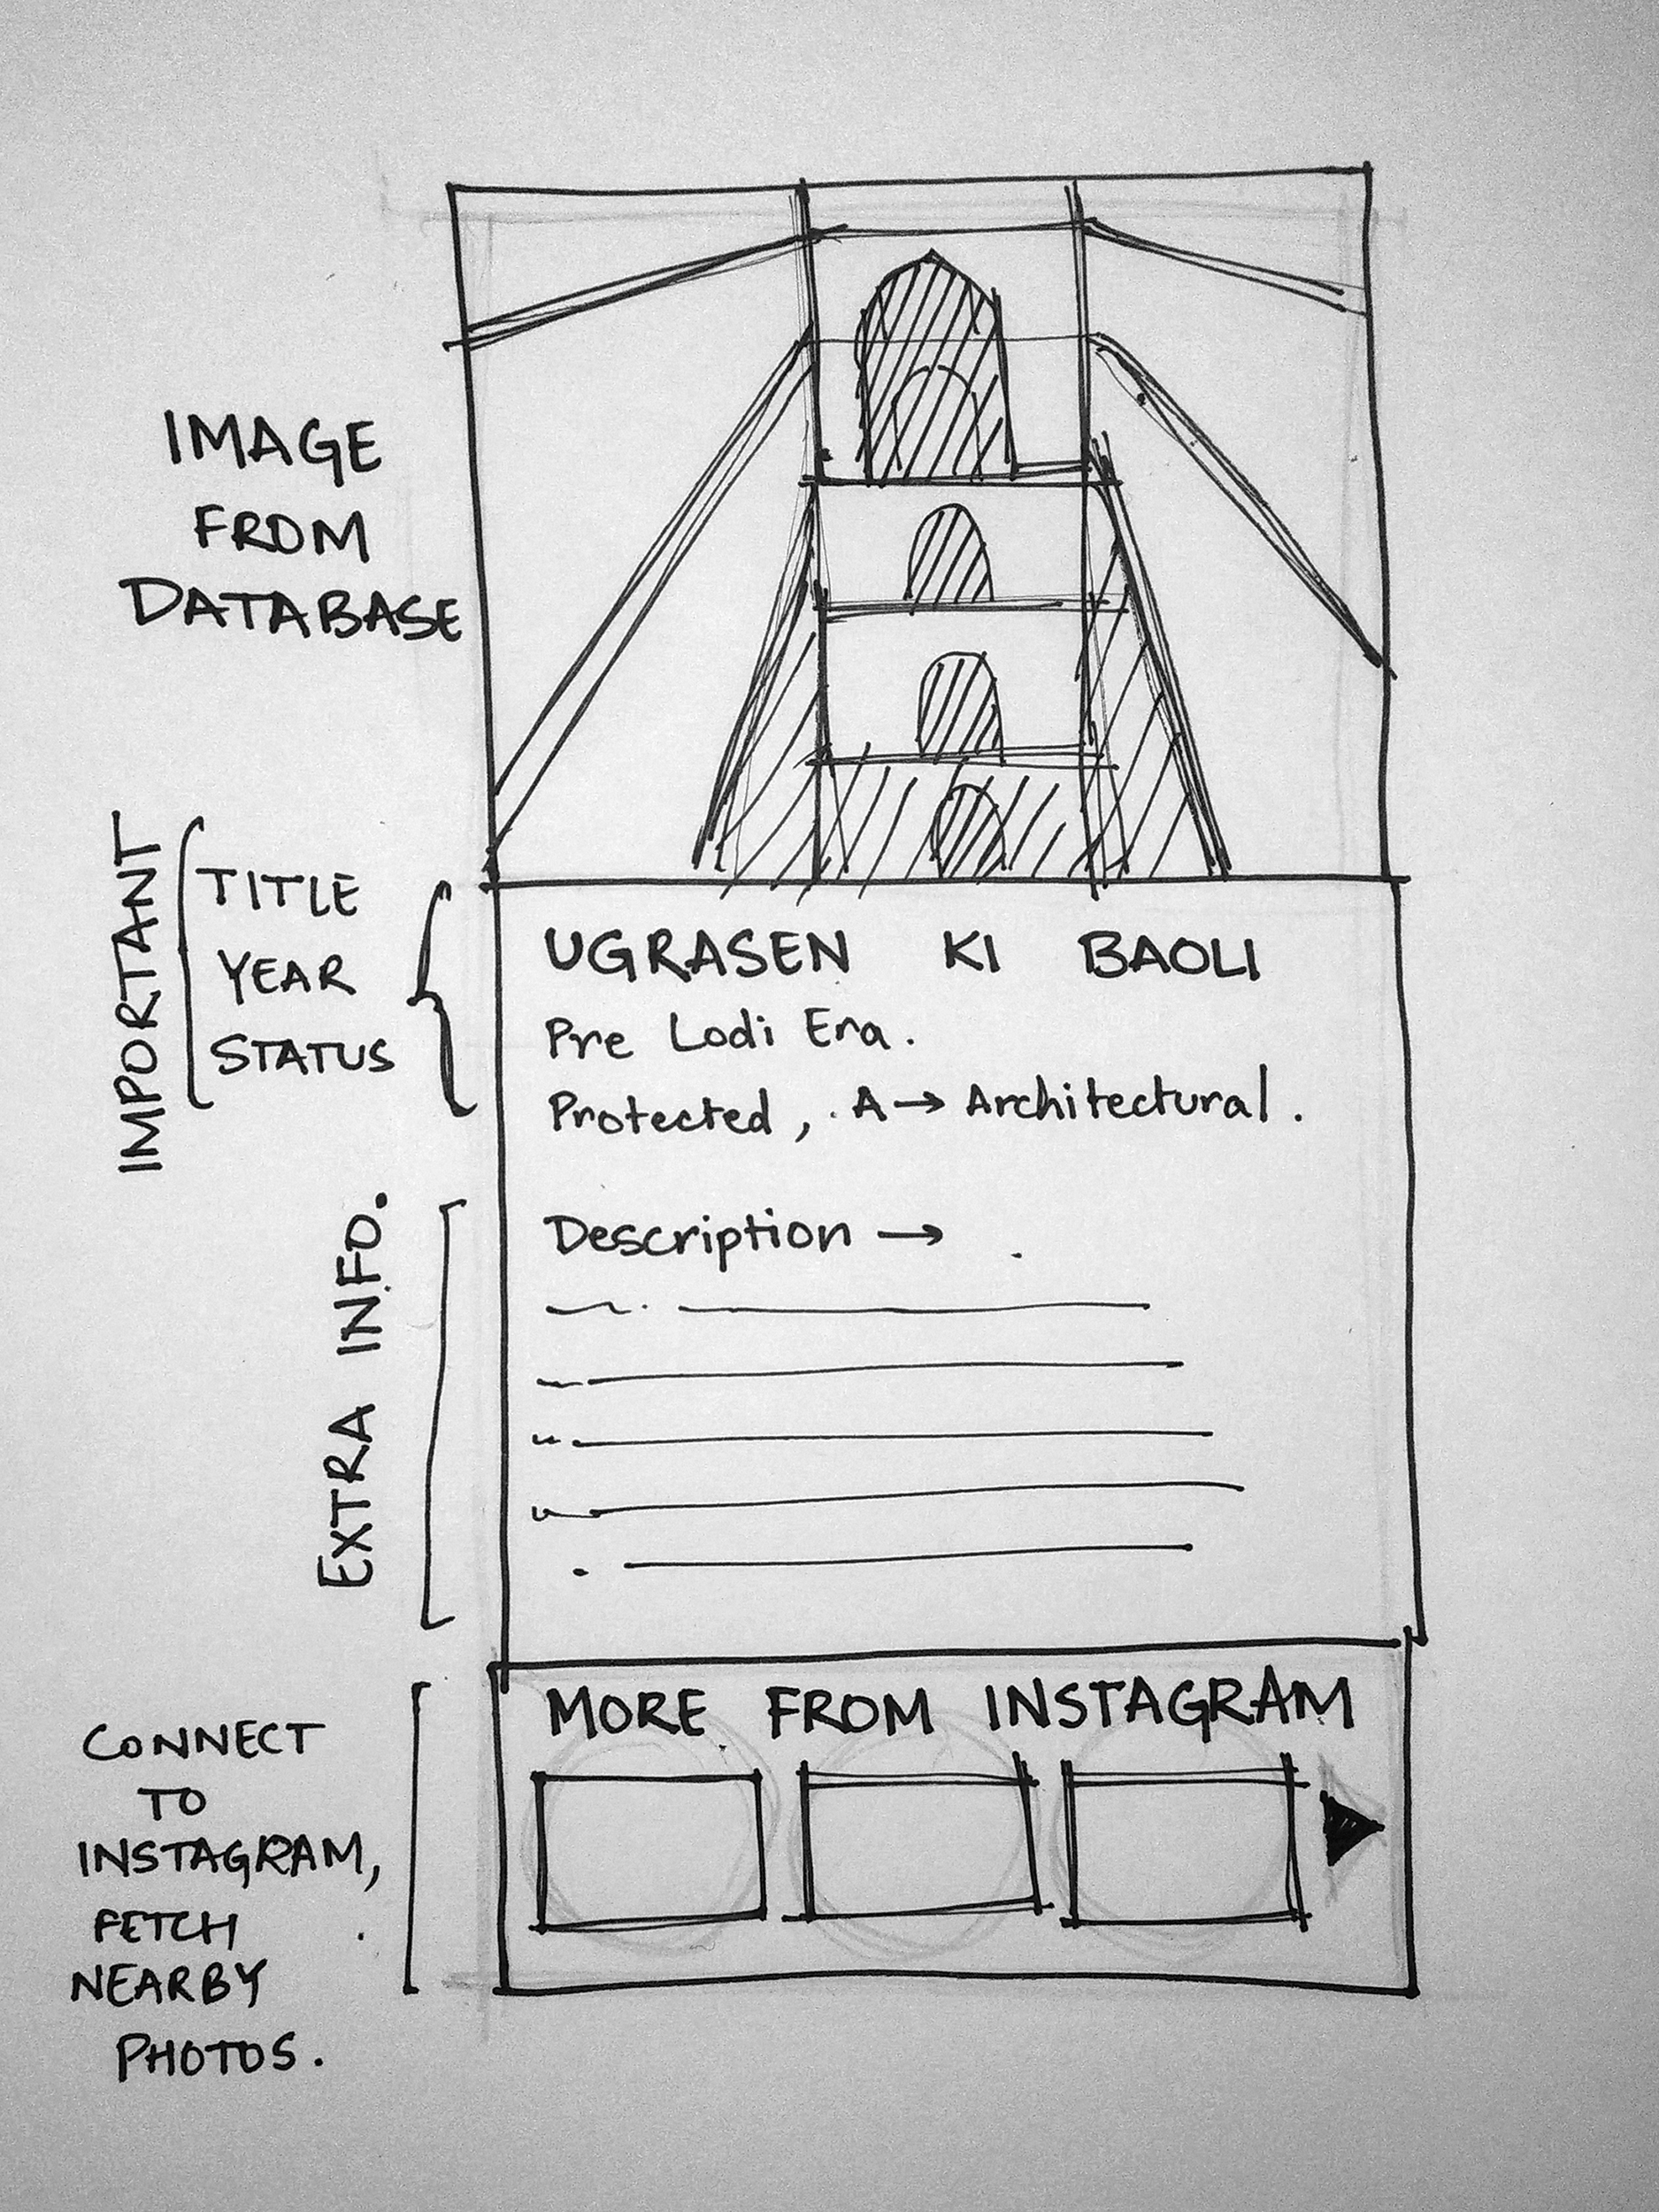 IMAGE
FROM
DATABASE
IMPORTANT
TITLE
YEAR
STATUS
UGRASEN KI BAOLI
Pre Lodi Era.
Protected, A→ Architectural.
EXTRA INFO.
Description →
MORE FROM INSTAGRAM
CONNECT
TO
INSTAGRAM,
FETCH
NEARBY
PHOTOS.